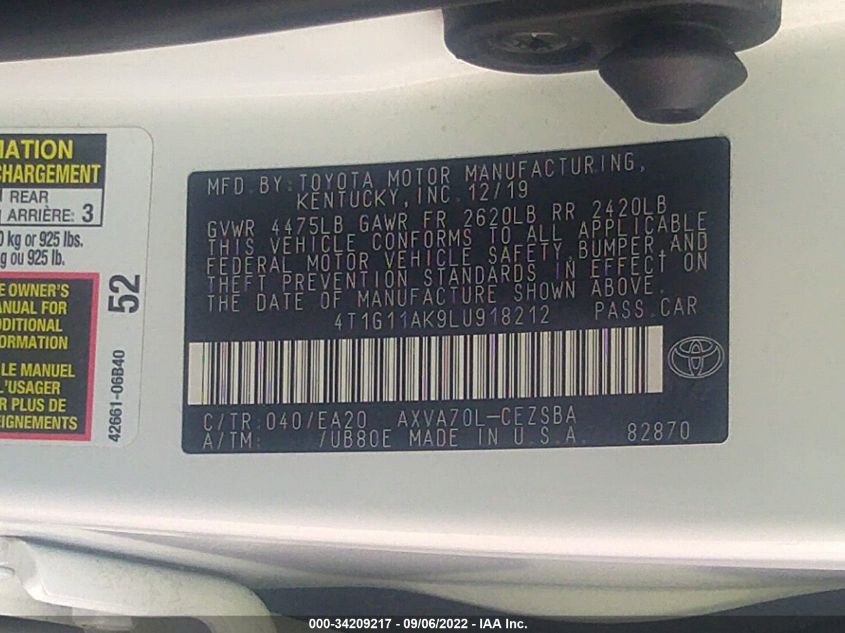 MATION
CHARGEMENT
REAR
ARRIÈRE: 3
kg or 925 lbs.
ou 925 lb.
OWNER'S
FOR
MANUEL
L'USAGER
PLUS DE
52
42661-06B40
MFD. BY: TOYOTA MOTOR MANUFACTURING,
KENTUCKY, INC. 12/19
GVWR 4475LB GAWR FR 2620LB RR 2420LB
THIS VEHICLE CONFORMS TO ALL APPLICABLE
FEDERAL MOTOR VEHICLE SAFETY, BUMPER, AND
THEFT PREVENTION STANDARDS IN EFFECT ON
THE DATE OF MANUFACTURE SHOWN ABOVE.
4T1G11AK9LU918212 PASS. CAR
C/TR: 040/EA20 AXVA70L-CEZSBA
A/TM: /UB80E MADE IN U.S.A. 82870
000-34209217 - 09/06/2022 - IAA Inc.